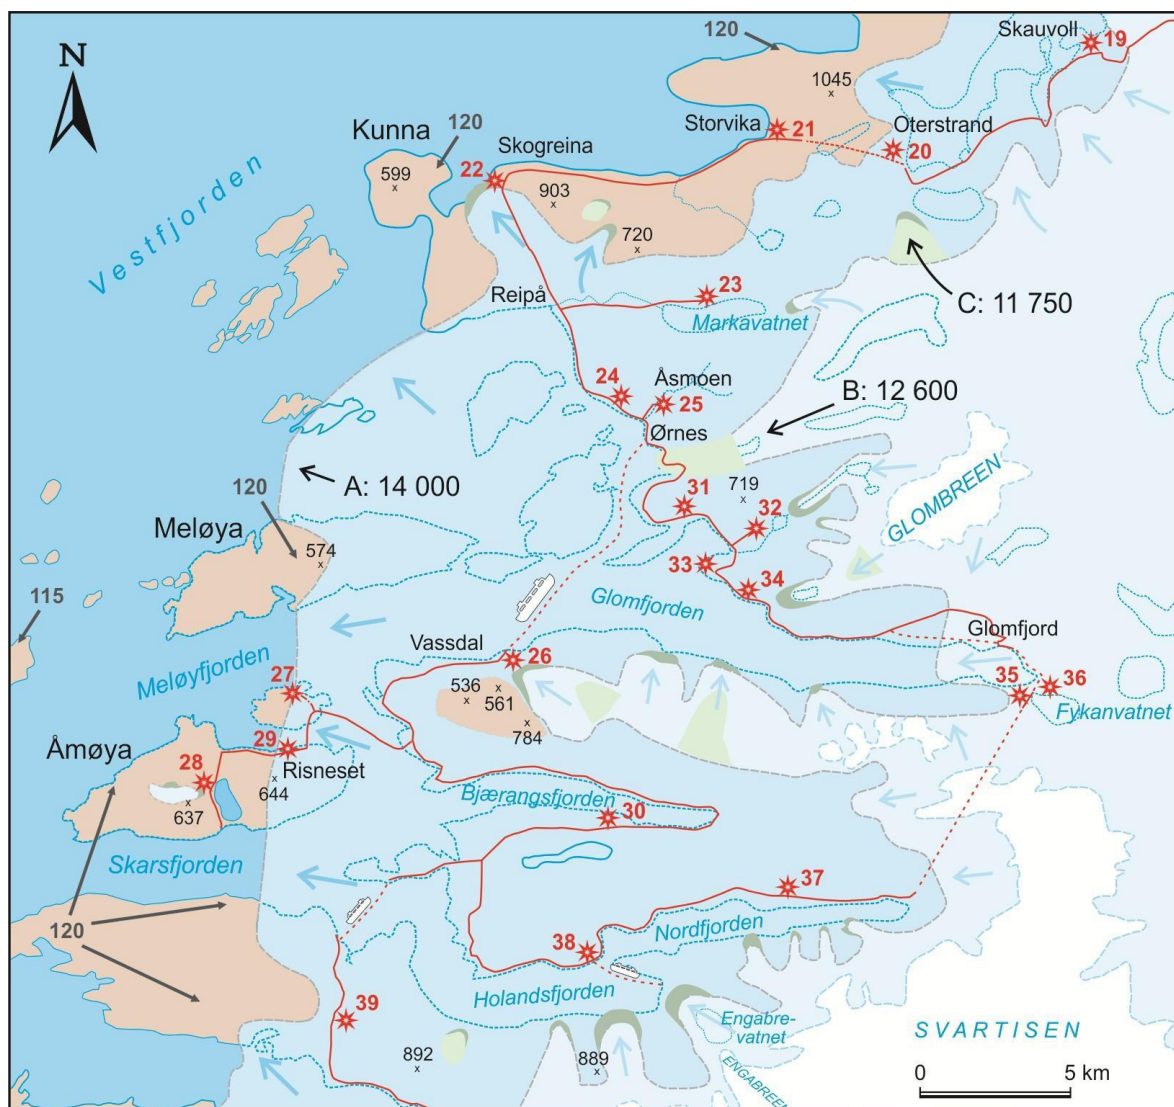 120
Skauvoll
19
N
1045
x
Kunna
120
Skogreina
Storvika
21
Oterstrand
20
22
599
x
903
x
720
x
Vestfjorden
C: 11 750
Reipå
23
Markavatnet
24
Åsmoen
25
B: 12 600
Ørnes
A: 14 000
120
31
719
x
32
GLOMBREEN
Meløya
574
x
33
34
115
Glomfjorden
Glomfjord
Vassdal
26
Meløyfjorden
27
536
x
x
561
784
x
35
36
Fykanvatnet
Åmøya
29
Risneset
28
x
644
x
637
Bjærangsfjorden
30
Skarsfjorden
37
120
Nordfjorden
38
Holandsfjorden
39
Engabre-
vatnet
SVARTISEN
892
x
889
x
ENGABREEN
0
5 km